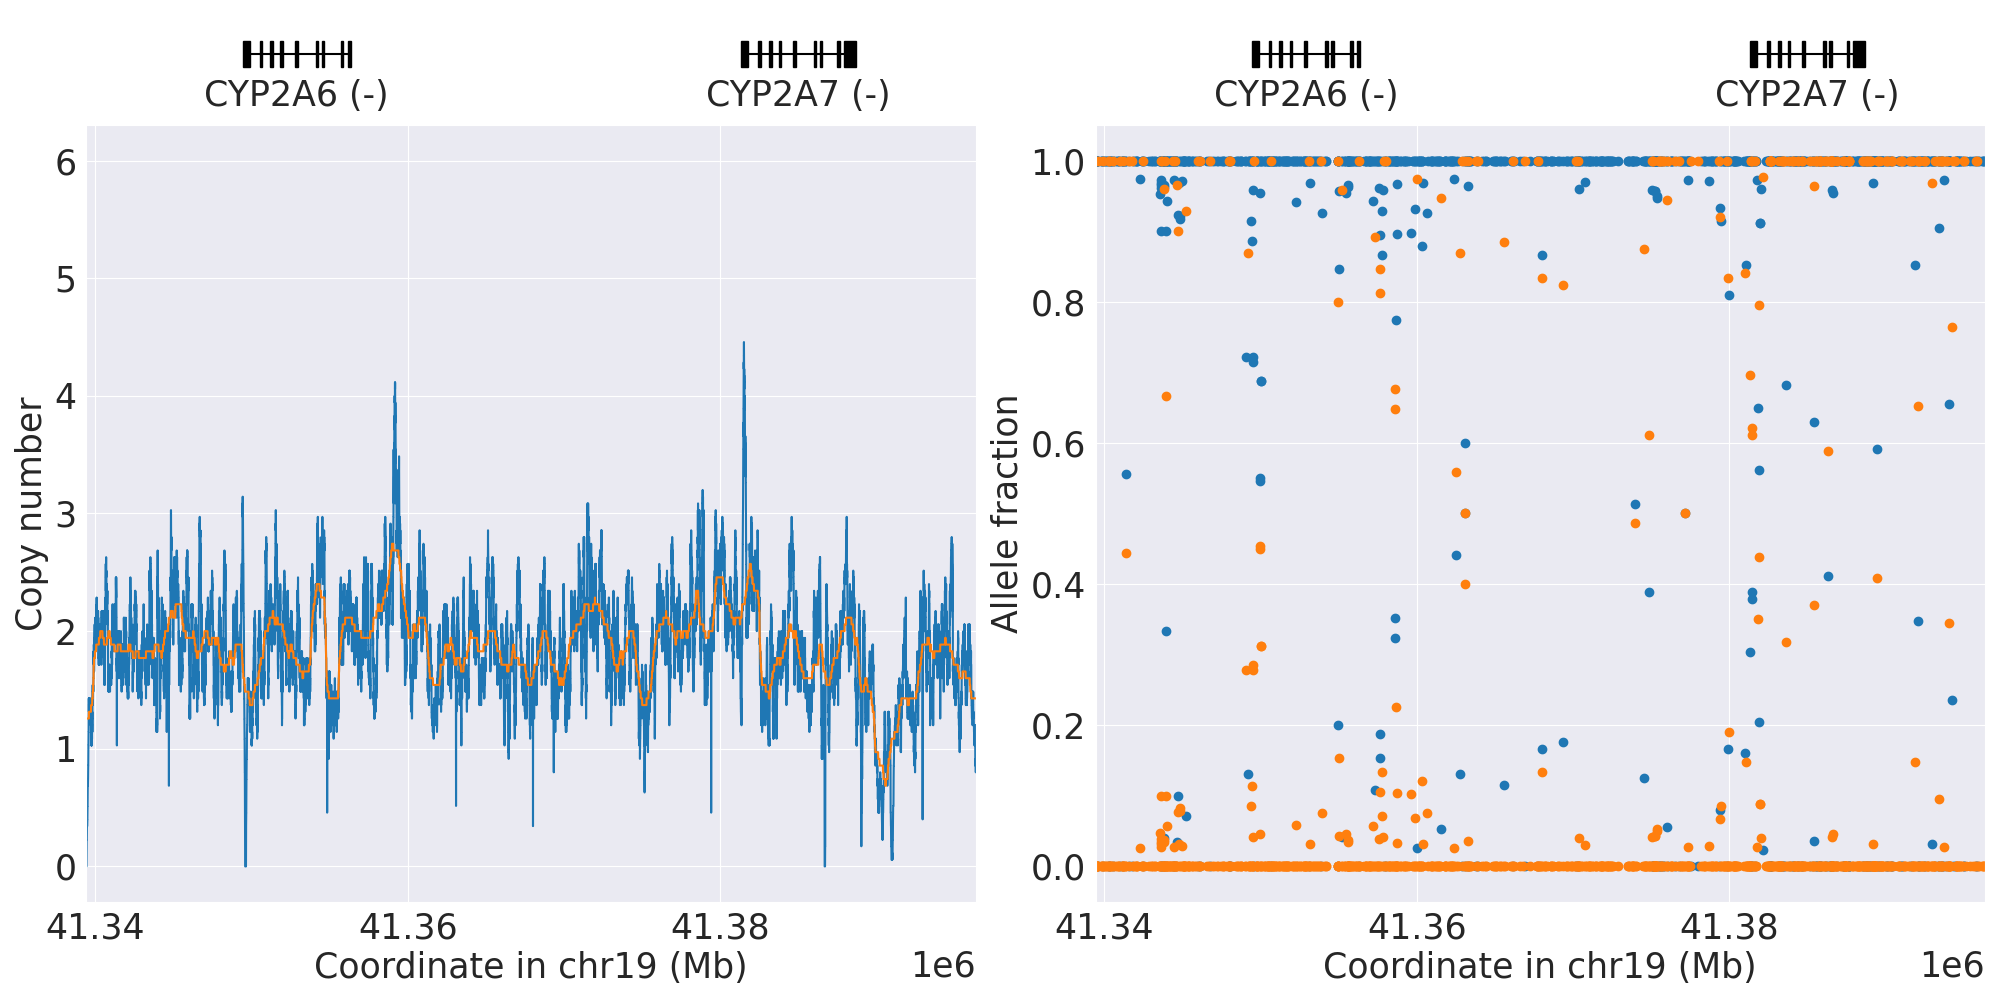 CYP2A6 (-)
CYP2A7 (-)
6
5
4
3
2
1
0
Copy number
41.34
41.36
41.38
Coordinate in chr19 (Mb)
1e6
CYP2A6 (-)
CYP2A7 (-)
1.0
0.8
0.6
0.4
0.2
0.0
Allele fraction
41.34
41.36
41.38
Coordinate in chr19 (Mb)
1e6